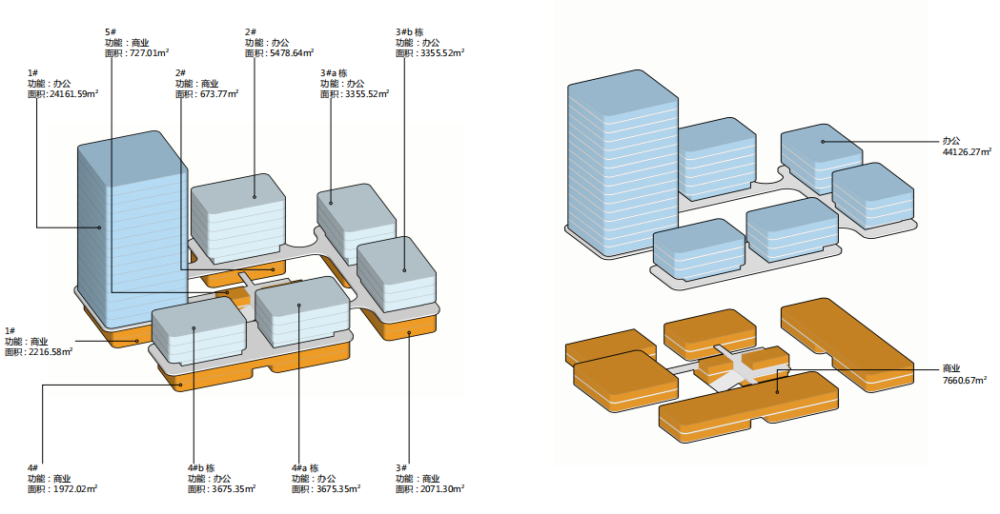 5#
功能：商业
面积：727.01m²
2#
功能：办公
面积：5478.64m²
3#b 栋
功能：办公
面积：3355.52m²
1#
功能：办公
面积：24161.59m²
2#
功能：商业
面积：673.77m²
3#a 栋
功能：办公
面积：3355.52m²
办公
44126.27m²
1#
功能：商业
面积：2216.58m²
商业
7660.67m²
4#
功能：商业
面积：1972.02m²
4#b 栋
功能：办公
面积：3675.35m²
4#a 栋
功能：办公
面积：3675.35m²
3#
功能：商业
面积：2071.30m²